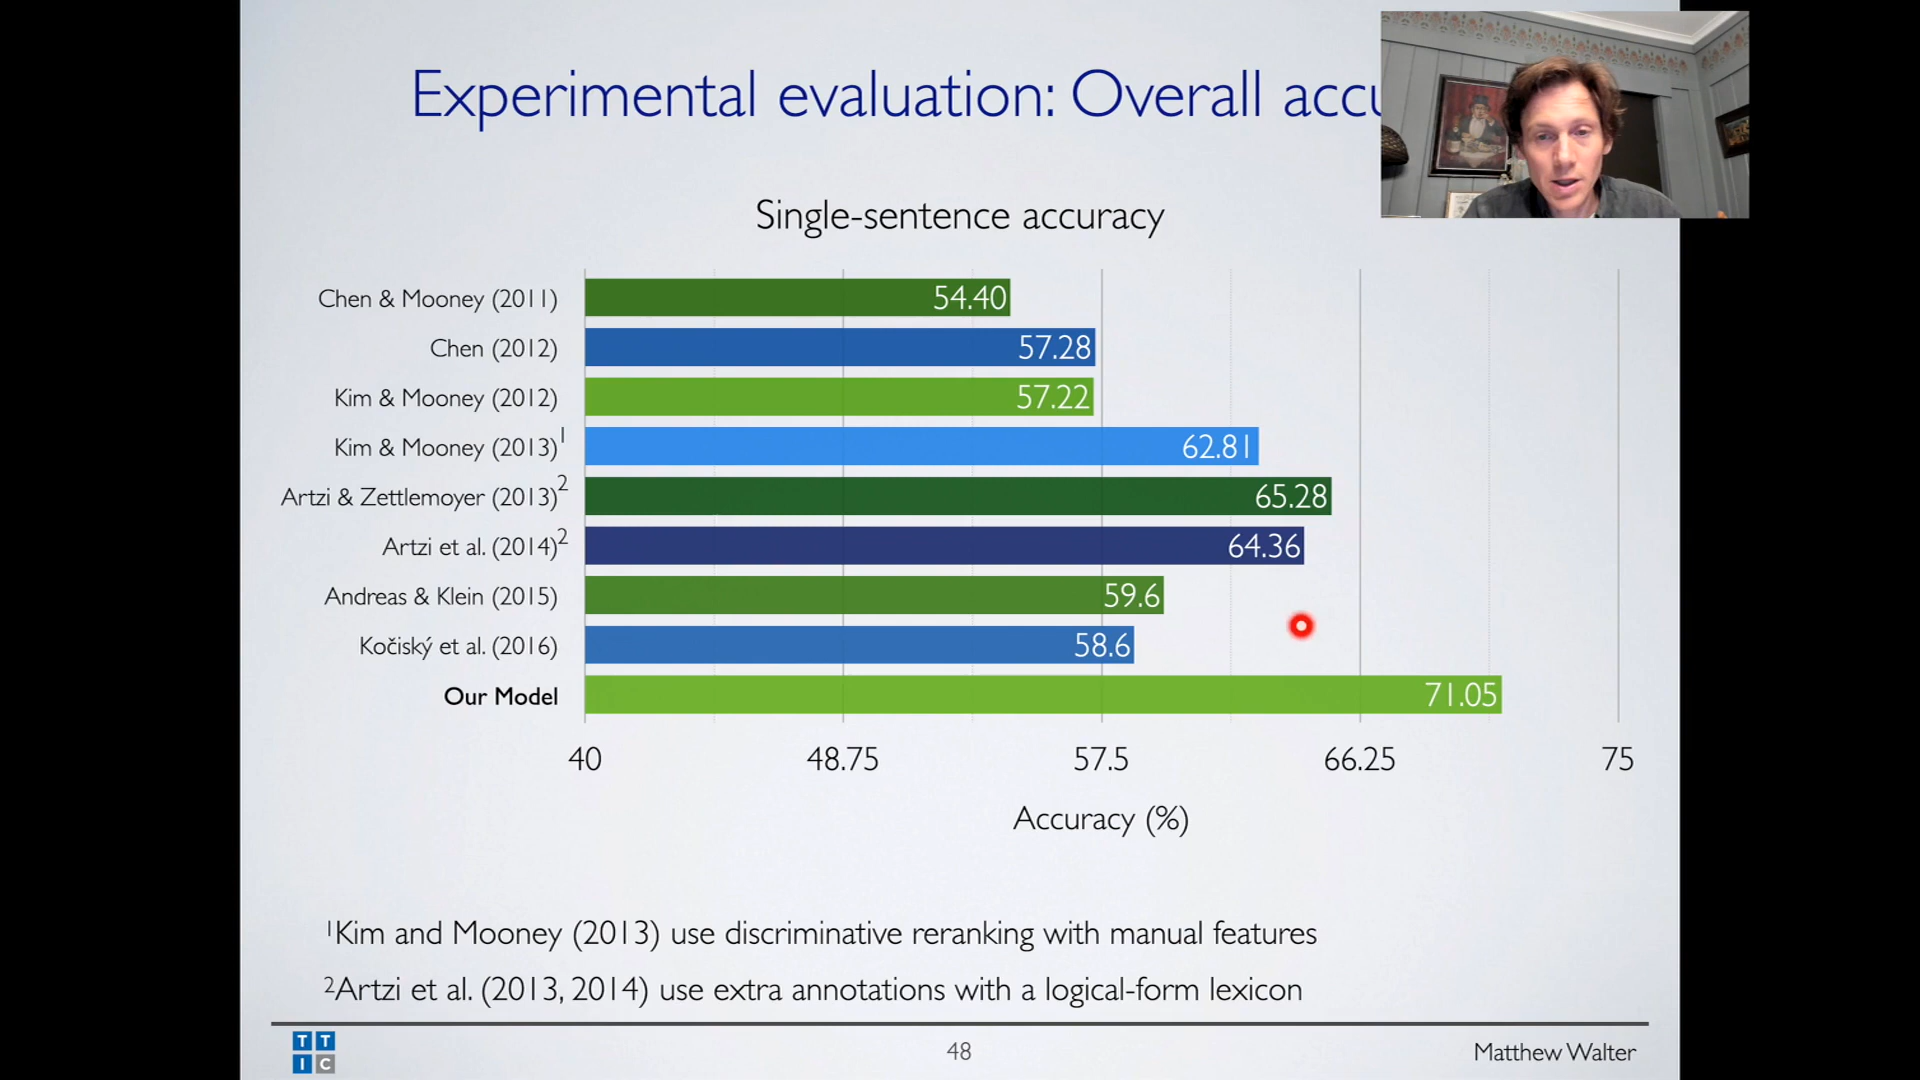 Experimental evaluation: Overall accu
Single-sentence accuracy
Chen & Mooney (2011)
54.40
Chen (2012)
57.28
Kim & Mooney (2012)
57.22
Kim & Mooney (2013)1
62.81
Artzi & Zettlemoyer (2013)2
65.28
Artzi et al. (2014)2
64.36
Andreas & Klein (2015)
59.6
Kočiský et al. (2016)
58.6
Our Model
71.05
40 48.75 57.5 66.25 75
Accuracy (%)
1Kim and Mooney (2013) use discriminative reranking with manual features
2Artzi et al. (2013, 2014) use extra annotations with a logical-form lexicon
TTIC
48
Matthew Walter